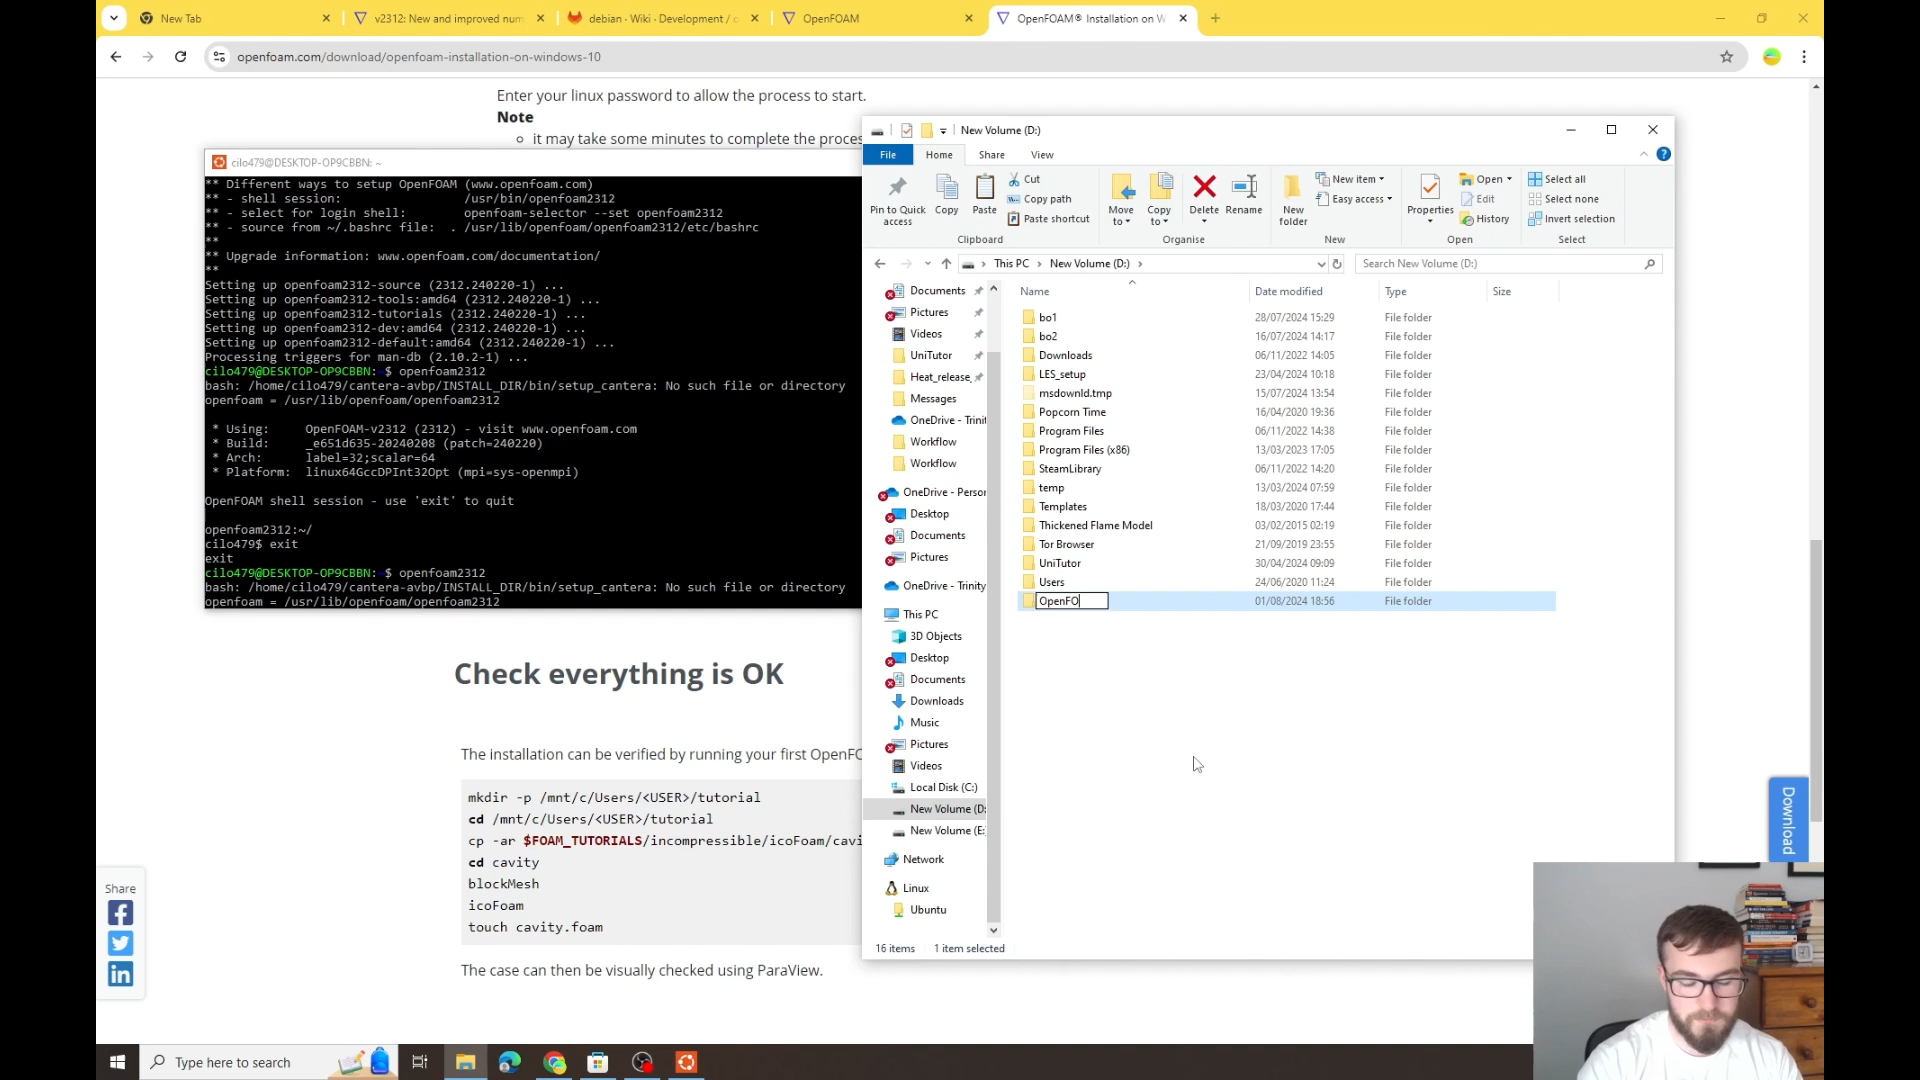 New Tab
v2312: New and improved num
debian · Wiki · Development / o
OpenFOAM
OpenFOAM® Installation on W
openfoam.com/download/openfoam-installation-on-windows-10
Enter your linux password to allow the process to start.
Note
it may take some minutes to complete the proces
cilo479@DESKTOP-OP9CBBN: ~
** Different ways to setup OpenFOAM (www.openfoam.com)
** - shell session: /usr/bin/openfoam2312
** - select for login shell: openfoam-selector --set openfoam2312
** - source from ~/.bashrc file: . /usr/lib/openfoam/openfoam2312/etc/bashrc
**
** Upgrade information: www.openfoam.com/documentation/
**
Setting up openfoam2312-source (2312.240220-1) ...
Setting up openfoam2312-tools:amd64 (2312.240220-1) ...
Setting up openfoam2312-tutorials (2312.240220-1) ...
Setting up openfoam2312-dev:amd64 (2312.240220-1) ...
Setting up openfoam2312-default:amd64 (2312.240220-1) ...
Processing triggers for man-db (2.10.2-1) ...
cilo479@DESKTOP-OP9CBBN:~$ openfoam2312
bash: /home/cilo479/cantera-avbp/INSTALL_DIR/bin/setup_cantera: No such file or directory
openfoam = /usr/lib/openfoam/openfoam2312
* Using: OpenFOAM-v2312 (2312) - visit www.openfoam.com
* Build: _e651d635-20240208 (patch=240220)
* Arch: label=32;scalar=64
* Platform: linux64GccDPInt32Opt (mpi=sys-openmpi)
OpenFOAM shell session - use 'exit' to quit
openfoam2312:~/
cilo479$ exit
exit
cilo479@DESKTOP-OP9CBBN:~$ openfoam2312
bash: /home/cilo479/cantera-avbp/INSTALL_DIR/bin/setup_cantera: No such file or directory
openfoam = /usr/lib/openfoam/openfoam2312
Check everything is OK
The installation can be verified by running your first OpenFO
mkdir -p /mnt/c/Users/<USER>/tutorial
cd /mnt/c/Users/<USER>/tutorial
cp -ar $FOAM_TUTORIALS/incompressible/icoFoam/cavi
cd cavity
blockMesh
icoFoam
touch cavity.foam
The case can then be visually checked using ParaView.
Share
Download
New Volume (D:)
File Home Share View
Pin to Quick access
Copy
Paste
Cut
Copy path
Paste shortcut
Clipboard
Move to
Copy to
Delete
Rename
Organise
New folder
New item
Easy access
New
Properties
Open
Edit
History
Open
Select all
Select none
Invert selection
Select
This PC > New Volume (D:) >
Search New Volume (D:)
Documents
Pictures
Videos
UniTutor
Heat_release_
Messages
OneDrive - Trinit
Workflow
Workflow
OneDrive - Person
Desktop
Documents
Pictures
OneDrive - Trinity
This PC
3D Objects
Desktop
Documents
Downloads
Music
Pictures
Videos
Local Disk (C:)
New Volume (D:
New Volume (E:
Network
Linux
Ubuntu
Name Date modified Type Size
bo1 28/07/2024 15:29 File folder
bo2 16/07/2024 14:17 File folder
Downloads 06/11/2022 14:05 File folder
LES_setup 23/04/2024 10:18 File folder
msdownld.tmp 15/07/2024 13:54 File folder
Popcorn Time 16/04/2020 19:36 File folder
Program Files 06/11/2022 14:38 File folder
Program Files (x86) 13/03/2023 17:05 File folder
SteamLibrary 06/11/2022 14:20 File folder
temp 13/03/2024 07:59 File folder
Templates 18/03/2020 17:44 File folder
Thickened Flame Model 03/02/2015 02:19 File folder
Tor Browser 21/09/2019 23:55 File folder
UniTutor 30/04/2024 09:09 File folder
Users 24/06/2020 11:24 File folder
OpenFO 01/08/2024 18:56 File folder
16 items 1 item selected
Type here to search